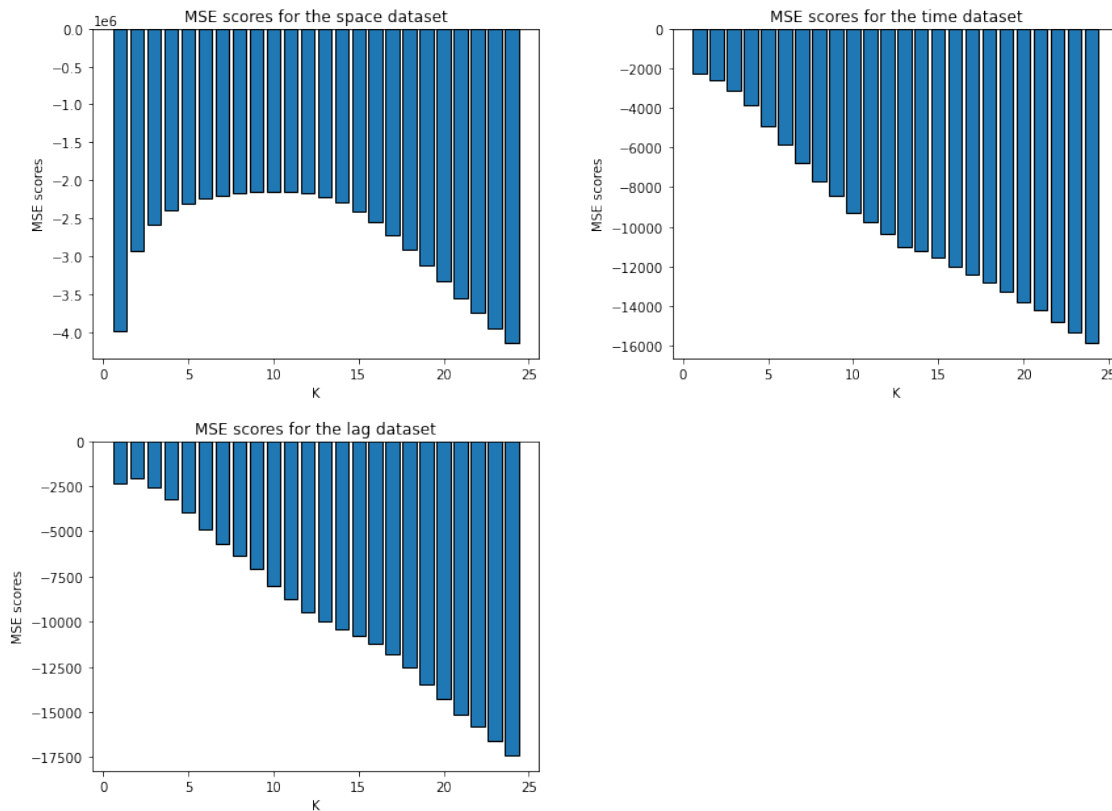 MSE scores for the space dataset
1e6
0.0
−0.5
−1.0
−1.5
−2.0
−2.5
−3.0
−3.5
−4.0
MSE scores
0 5 10 15 20 25
K
MSE scores for the time dataset
0
−2000
−4000
−6000
−8000
−10000
−12000
−14000
−16000
MSE scores
0 5 10 15 20 25
K
MSE scores for the lag dataset
0
−2500
−5000
−7500
−10000
−12500
−15000
−17500
MSE scores
0 5 10 15 20 25
K